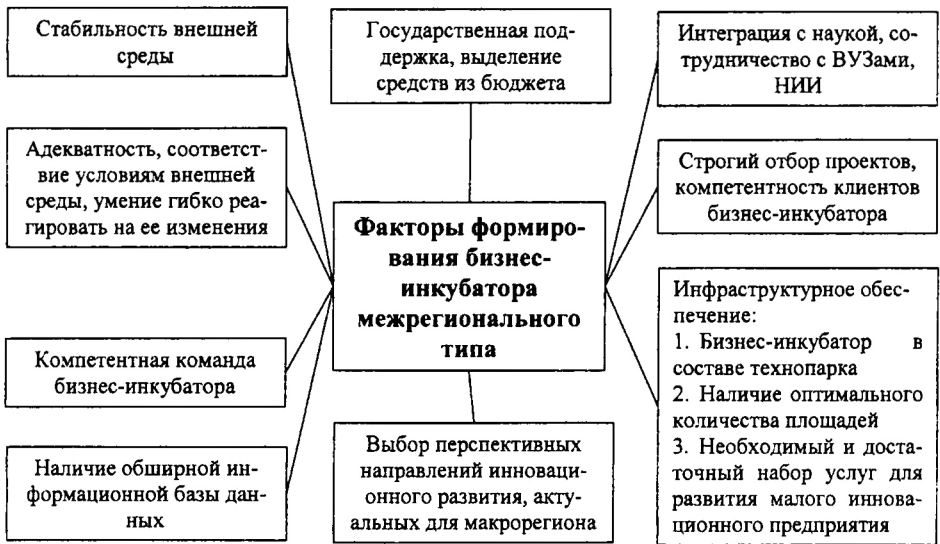 Стабильность внешней
среды
Государственная под-
держка, выделение
средств из бюджета
Интеграция с наукой, со-
трудничество с ВУЗами,
НИИ
Адекватность, соответст-
вие условиям внешней
среды, умение гибко реа-
гировать на ее изменения
Строгий отбор проектов,
компетентность клиентов
бизнес-инкубатора
Факторы формиро-
вания бизнес-
инкубатора
межрегионального
типа
Компетентная команда
бизнес-инкубатора
Инфраструктурное обес-
печение:
1. Бизнес-инкубатор в
составе технопарка
2. Наличие оптимального
количества площадей
3. Необходимый и доста-
точный набор услуг для
развития малого иннова-
ционного предприятия
Наличие обширной ин-
формационной базы дан-
ных
Выбор перспективных
направлений инноваци-
онного развития, акту-
альных для макрорегиона